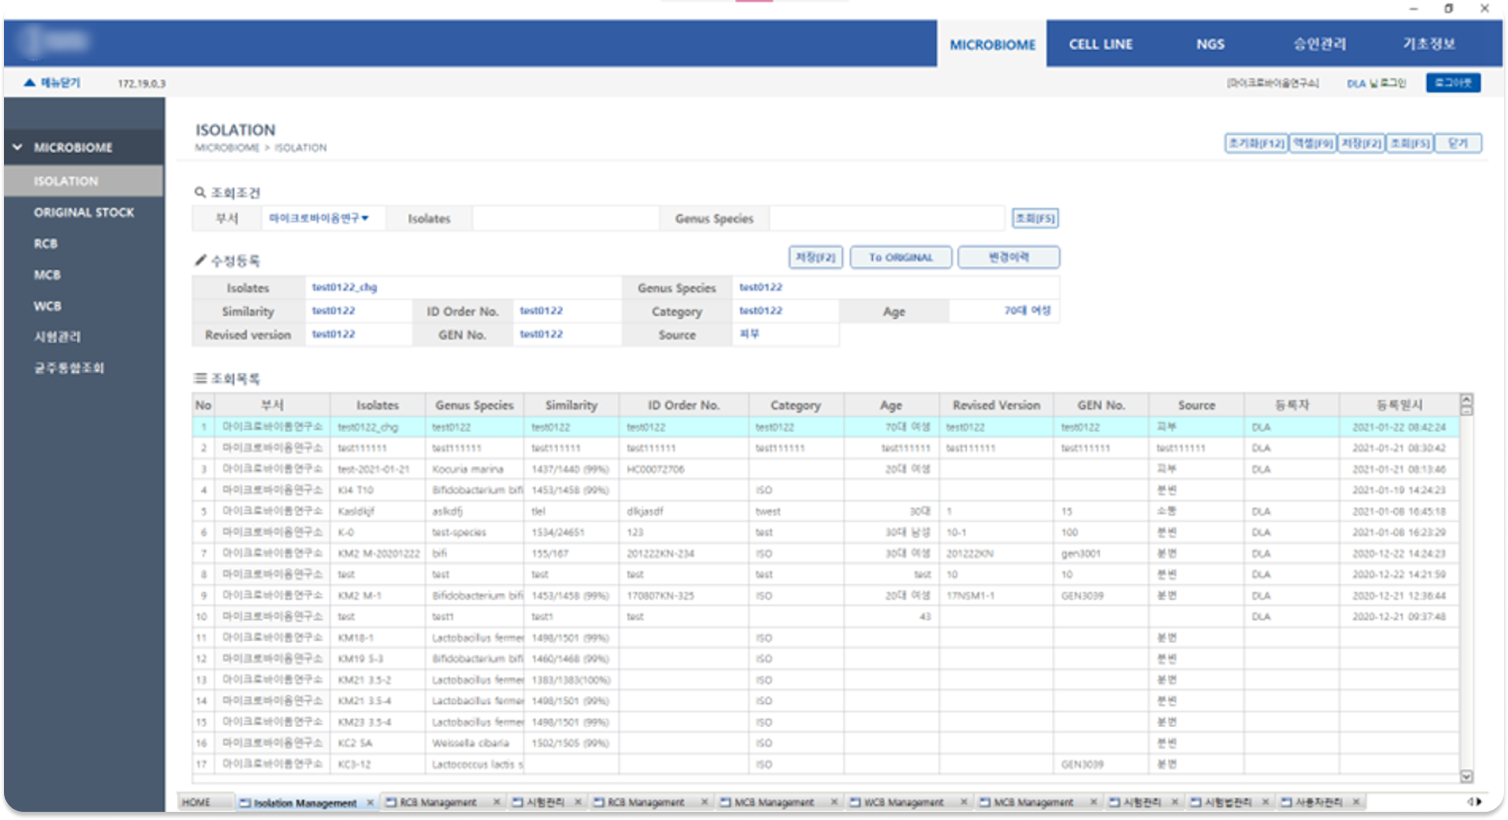 MICROBIOME CELL LINE NGS 승인관리 기초정보
메뉴닫기 172.19.0.3 [마이크로바이옴연구소] DLA 님 로그인 로그아웃
MICROBIOME
ISOLATION
ORIGINAL STOCK
RCB
MCB
WCB
시험관리
균주통합조회
ISOLATION
MICROBIOME > ISOLATION
초기화[F12] 엑셀[F9] 저장[F2] 조회[F5] 닫기
조회조건
부서 마이크로바이옴연구 Isolates Genus Species 조회[F5]
수정등록 저장[F2] To ORIGINAL 변경이력
Isolates test0122_chg Genus Species test0122
Similarity test0122 ID Order No. test0122 Category test0122 Age 70대 여성
Revised version test0122 GEN No. test0122 Source 피부
조회목록
No 부서 Isolates Genus Species Similarity ID Order No. Category Age Revised Version GEN No. Source 등록자 등록일시
1 마이크로바이옴연구소 test0122_chg test0122 test0122 test0122 test0122 70대 여성 test0122 test0122 피부 DLA 2021-01-22 08:42:24
2 마이크로바이옴연구소 test111111 test111111 test111111 test111111 test111111 test111111 test111111 test111111 test111111 DLA 2021-01-21 08:30:42
3 마이크로바이옴연구소 test-2021-01-21 Kocuria marina 1437/1440 (99%) HC00072706 20대 여성 피부 DLA 2021-01-21 08:13:46
4 마이크로바이옴연구소 KI4 T10 Bifidobacterium bifi 1453/1458 (99%) ISO 분변 2021-01-19 14:24:23
5 마이크로바이옴연구소 Kasldkjf aslkdfj tlel dlkjasdf twest 30대 1 15 소똥 DLA 2021-01-08 16:45:18
6 마이크로바이옴연구소 K-0 test-species 1534/24651 123 test 30대 남성 10-1 100 분변 DLA 2021-01-08 16:23:29
7 마이크로바이옴연구소 KM2 M-20201222 bifi 155/167 201222KN-234 ISO 30대 여성 201222KN gen3001 분변 DLA 2020-12-22 14:24:23
8 마이크로바이옴연구소 test test test test test test 10 10 분변 DLA 2020-12-22 14:21:59
9 마이크로바이옴연구소 KM2 M-1 Bifidobacterium bifi 1453/1458 (99%) 170807KN-325 ISO 20대 여성 17NSM1-1 GEN3039 분변 DLA 2020-12-21 12:36:44
10 마이크로바이옴연구소 test test1 test1 test 43 DLA 2020-12-21 09:37:48
11 마이크로바이옴연구소 KM18-1 Lactobacillus fermer 1498/1501 (99%) ISO 분변
12 마이크로바이옴연구소 KM19 5-3 Bifidobacterium bifi 1460/1468 (99%) ISO 분변
13 마이크로바이옴연구소 KM21 3.5-2 Lactobacillus fermer 1383/1383(100%) ISO 분변
14 마이크로바이옴연구소 KM21 3.5-4 Lactobacillus fermer 1498/1501 (99%) ISO 분변
15 마이크로바이옴연구소 KM23 3.5-4 Lactobacillus fermer 1498/1501 (99%) ISO 분변
16 마이크로바이옴연구소 KC2 5A Weissella cibaria 1502/1505 (99%) ISO 분변
17 마이크로바이옴연구소 KC3-12 Lactococcus lactis s ISO GEN3039 분변
HOME Isolation Management RCB Management 시험관리 RCB Management MCB Management WCB Management MCB Management 시험관리 시험법관리 사용자관리